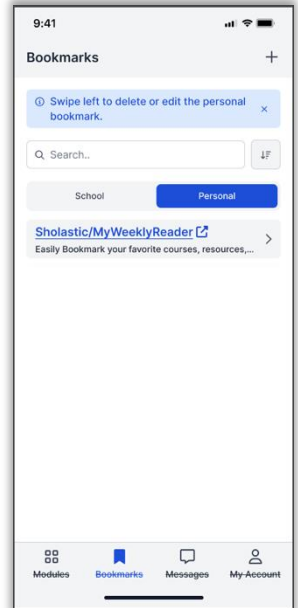 9:41
Bookmarks
Swipe left to delete or edit the personal
bookmark.
Search..
School
Personal
Sholastic/MyWeeklyReader
Easily Bookmark your favorite courses, resources,...
Modules
Bookmarks
Messages
My Account